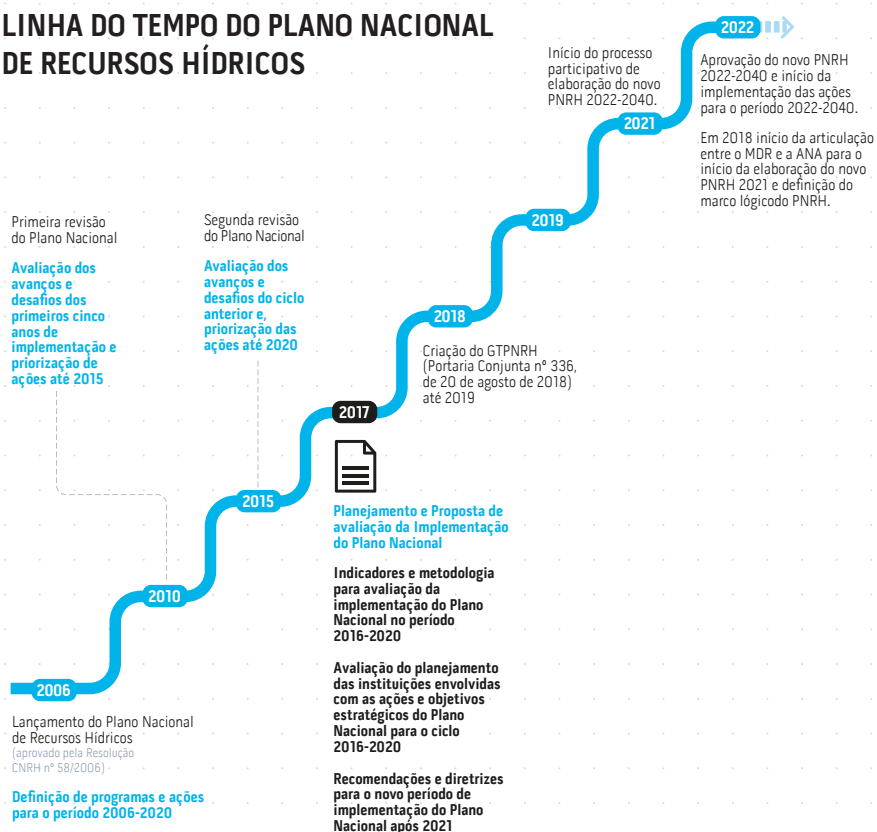 LINHA DO TEMPO DO PLANO NACIONAL
DE RECURSOS HÍDRICOS
2006
Lançamento do Plano Nacional
de Recursos Hídricos
(aprovado pela Resolução
CNRH nº 58/2006)
Definição de programas e ações
para o período 2006-2020
Primeira revisão
do Plano Nacional
Avaliação dos
avanços e
desafios dos
primeiros cinco
anos de
implementação e
priorização de
ações até 2015
2010
Segunda revisão
do Plano Nacional
Avaliação dos
avanços e
desafios do ciclo
anterior e,
priorização das
ações até 2020
2015
2017
Planejamento e Proposta de
avaliação da Implementação
do Plano Nacional
Indicadores e metodologia
para avaliação da
implementação do Plano
Nacional no período
2016-2020
Avaliação do planejamento
das instituições envolvidas
com as ações e objetivos
estratégicos do Plano
Nacional para o ciclo
2016-2020
Recomendações e diretrizes
para o novo período de
implementação do Plano
Nacional após 2021
2018
Criação do GTPNRH
(Portaria Conjunta nº 336,
de 20 de agosto de 2018)
até 2019
2019
Início do processo
participativo de
elaboração do novo
PNRH 2022-2040.
2021
2022
Aprovação do novo PNRH
2022-2040 e início da
implementação das ações
para o período 2022-2040.
Em 2018 início da articulação
entre o MDR e a ANA para o
início da elaboração do novo
PNRH 2021 e definição do
marco lógicodo PNRH.